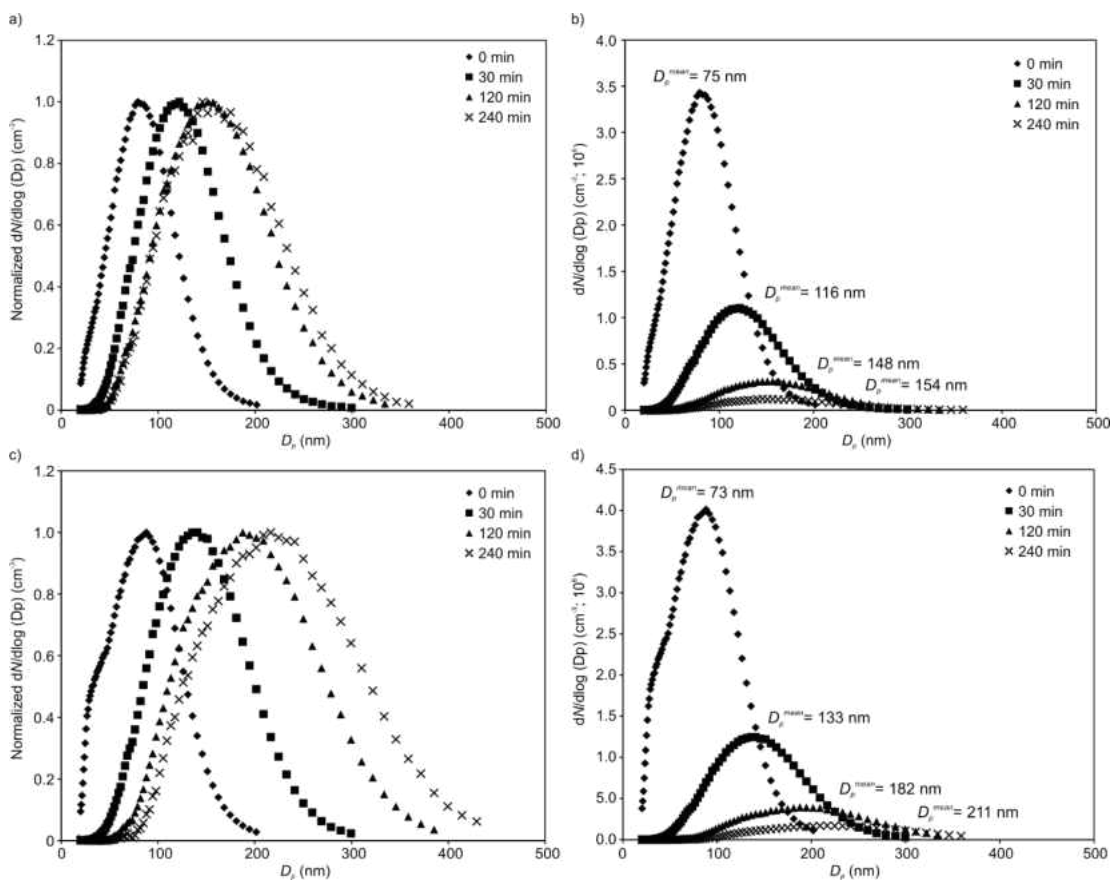 a)
Normalized dN/dlog (Dp) (cm⁻³)
1.2
1.0
0.8
0.6
0.4
0.2
0
0
100
200
300
400
500
Dₚ (nm)
0 min
30 min
120 min
240 min
b)
dN/dlog (Dp) (cm⁻³; 10⁶)
4.0
3.5
3.0
2.5
2.0
1.5
1.0
0.5
0
0
100
200
300
400
500
Dₚ (nm)
0 min
30 min
120 min
240 min
Dₚᵐᵉᵃⁿ= 75 nm
Dₚᵐᵉᵃⁿ= 116 nm
Dₚᵐᵉᵃⁿ= 148 nm
Dₚᵐᵉᵃⁿ= 154 nm
c)
Normalized dN/dlog (Dp) (cm⁻³)
1.2
1.0
0.8
0.6
0.4
0.2
0
0
100
200
300
400
500
Dₚ (nm)
0 min
30 min
120 min
240 min
d)
dN/dlog (Dp) (cm⁻³; 10⁶)
4.5
4.0
3.5
3.0
2.5
2.0
1.5
1.0
5.0
0
0
100
200
300
400
500
Dₚ (nm)
0 min
30 min
120 min
240 min
Dₚᵐᵉᵃⁿ= 73 nm
Dₚᵐᵉᵃⁿ= 133 nm
Dₚᵐᵉᵃⁿ= 182 nm
Dₚᵐᵉᵃⁿ= 211 nm